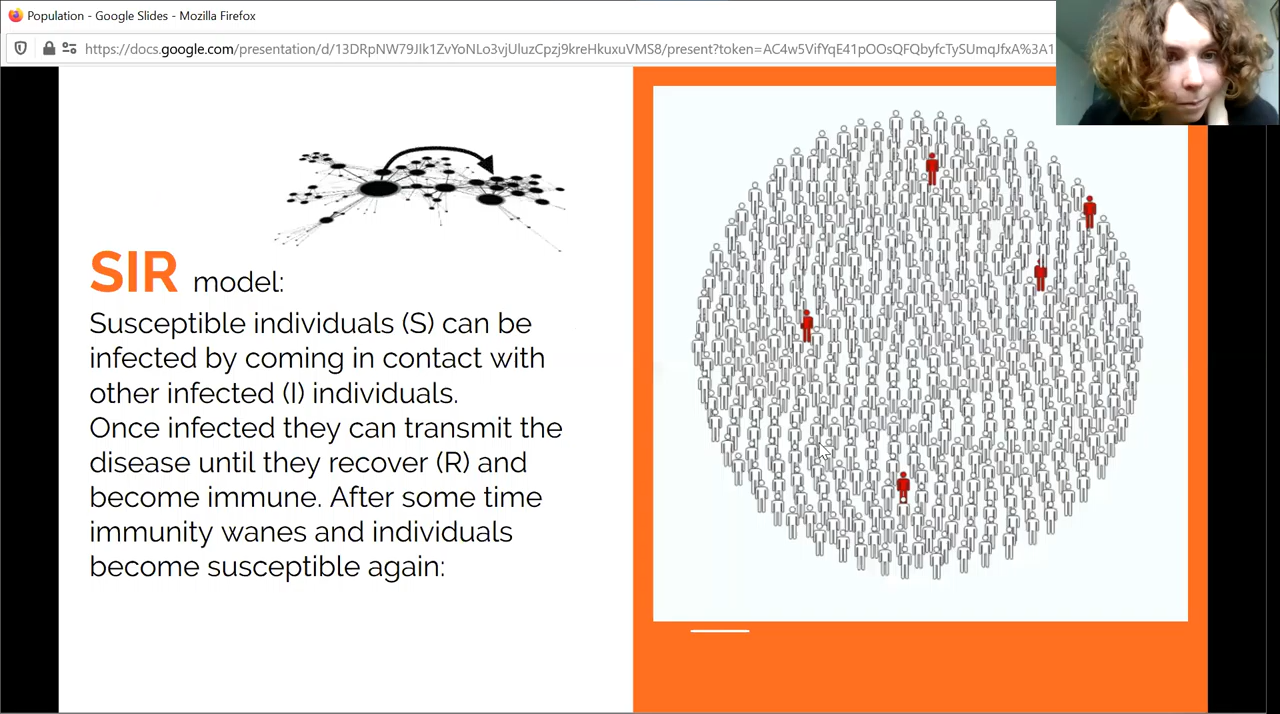 Population - Google Slides - Mozilla Firefox
https://docs.google.com/presentation/d/13DRpNW79JIk1ZvYoNLo3vjUluzCpzj9kreHkuxuVMS8/present?token=AC4w5VifYqE41pOOsQFQbyfcTySUmqJfxA%3A1
SIR model:
Susceptible individuals (S) can be
infected by coming in contact with
other infected (I) individuals.
Once infected they can transmit the
disease until they recover (R) and
become immune. After some time
immunity wanes and individuals
become susceptible again: